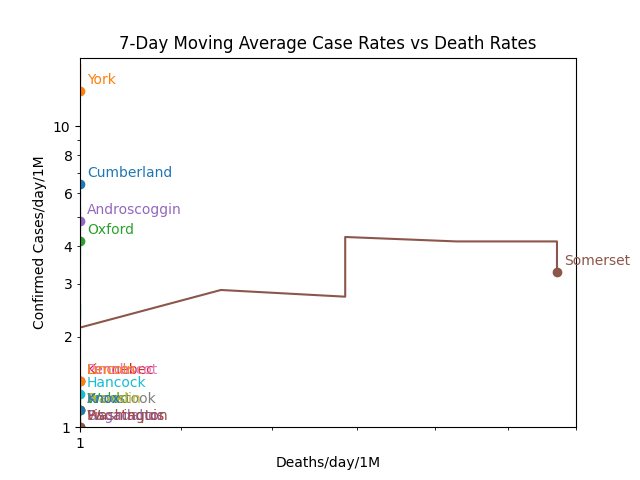 7-Day Moving Average Case Rates vs Death Rates
York
10
Cumberland
8
Androscoggin
6
Oxford
4
Somerset
3
2
Kennebec
Hancock
1
1
Confirmed Cases/day/1M
Deaths/day/1M